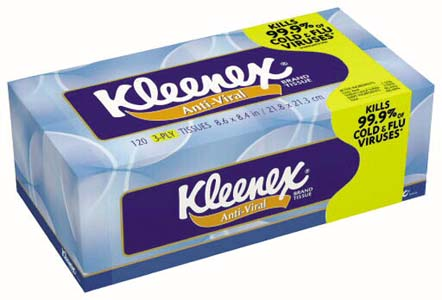 KILLS
99.9% OF
COLD & FLU
VIRUSES*
Kleenex®
BRAND
TISSUE
Anti-Viral
120 3-PLY TISSUES 8.6 x 8.4 in / 21.8 x 21.3 cm
KILLS
99.9% OF
COLD & FLU
VIRUSES*
Kleenex®
BRAND
TISSUE
Anti-Viral